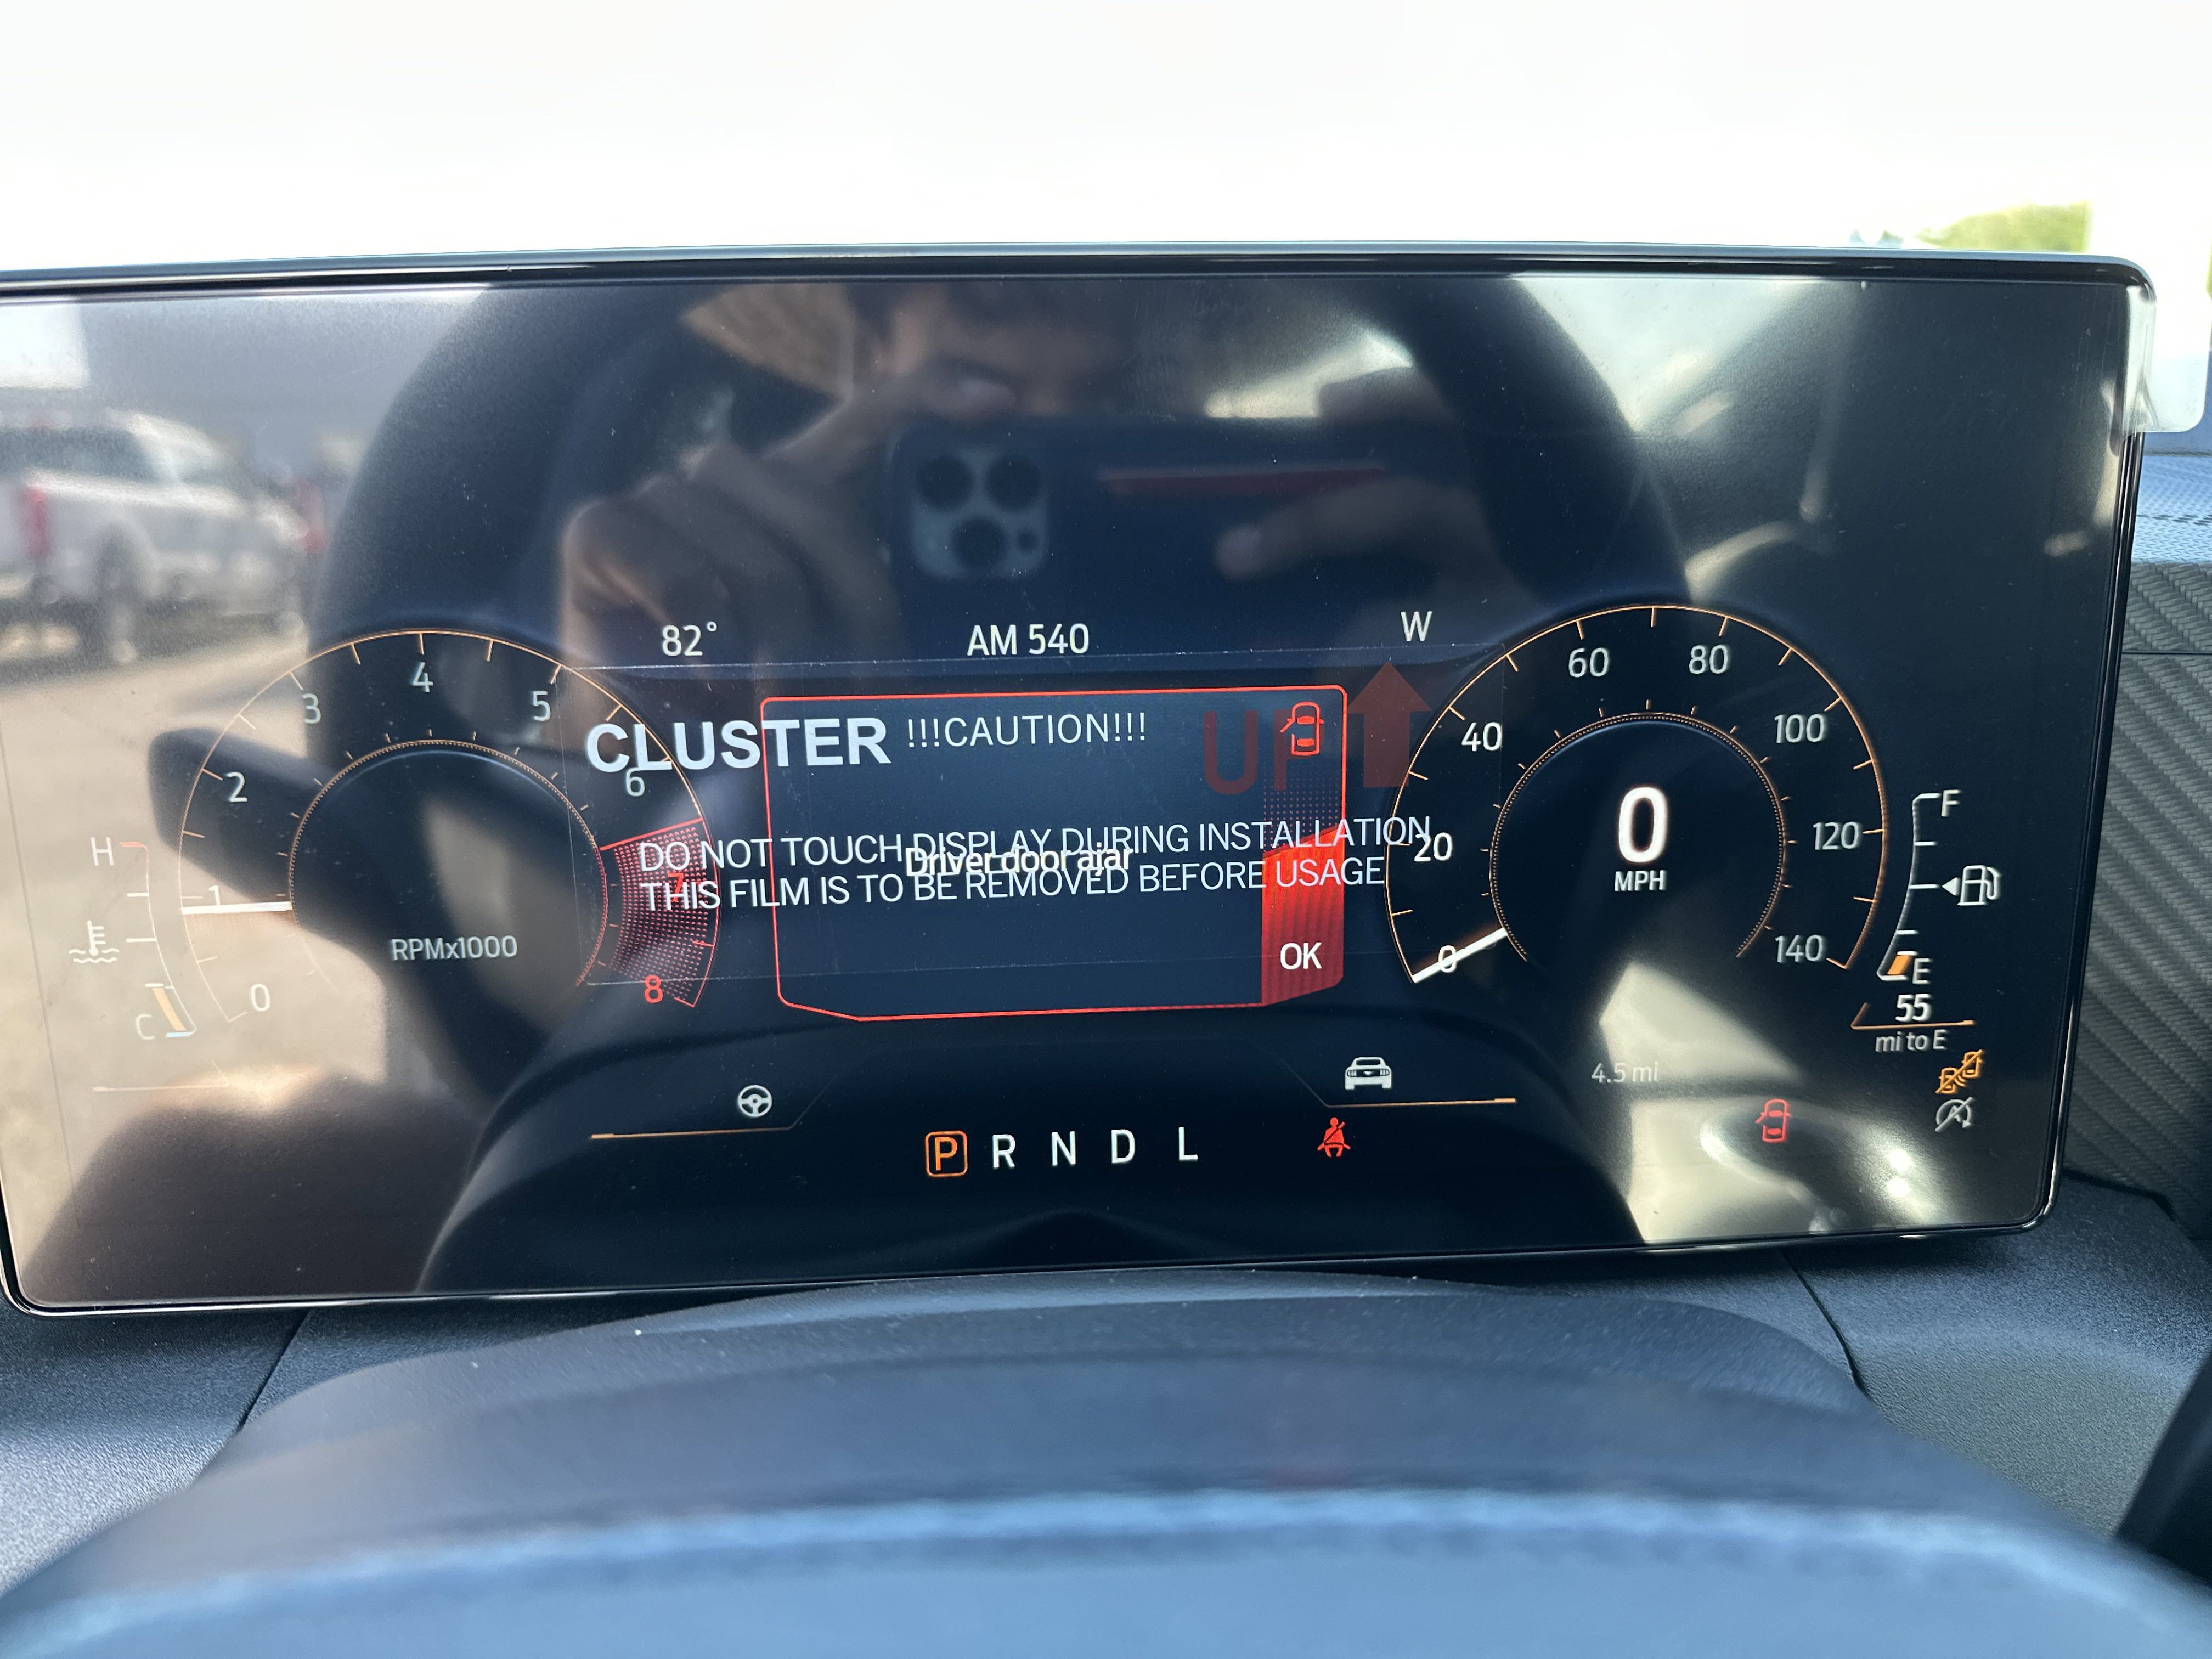 82° AM 540 W
CLUSTER !!!CAUTION!!! UP
DO NOT TOUCH DISPLAY DURING INSTALLATION
THIS FILM IS TO BE REMOVED BEFORE USAGE
Driver door ajar
OK
0
1
2
3
4
5
6
7
8
RPMx1000
H
C
0
20
40
60
80
100
120
140
0
MPH
F
E
55
mi to E
4.5 mi
P R N D L